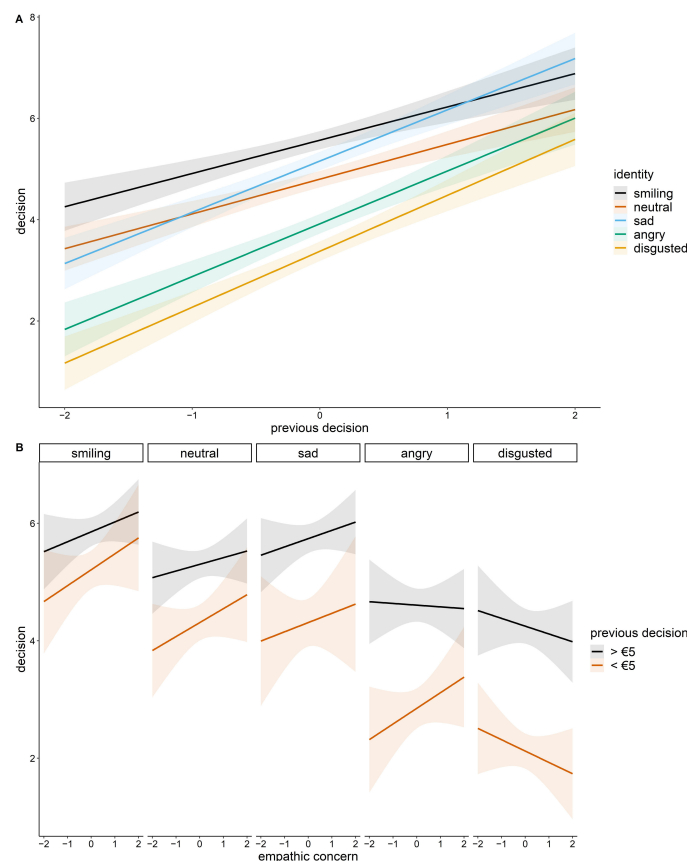 A
8
6
4
2
decision
−2 −1 0 1 2
previous decision
identity
smiling
neutral
sad
angry
disgusted
B
smiling neutral sad angry disgusted
6
4
2
decision
−2 −1 0 1 2 −2 −1 0 1 2 −2 −1 0 1 2 −2 −1 0 1 2 −2 −1 0 1 2
empathic concern
previous decision
> €5
< €5